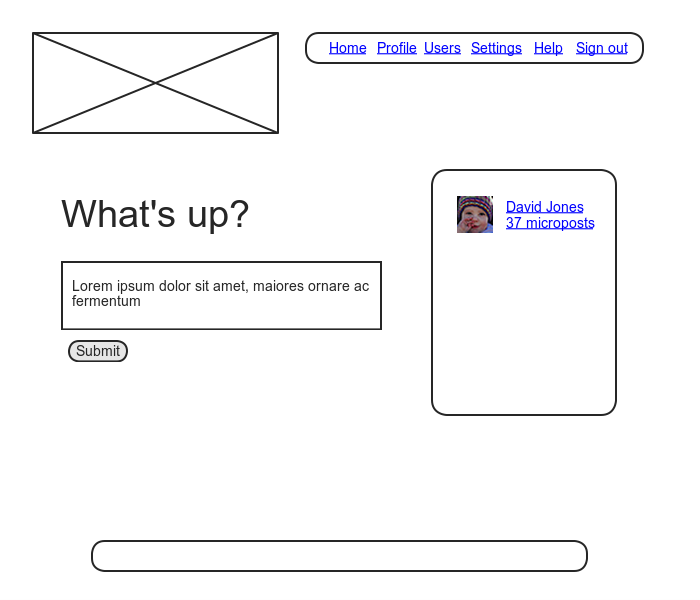 Home Profile Users Settings Help Sign out
What's up?
David Jones
37 microposts
Lorem ipsum dolor sit amet, maiores ornare ac
fermentum
Submit